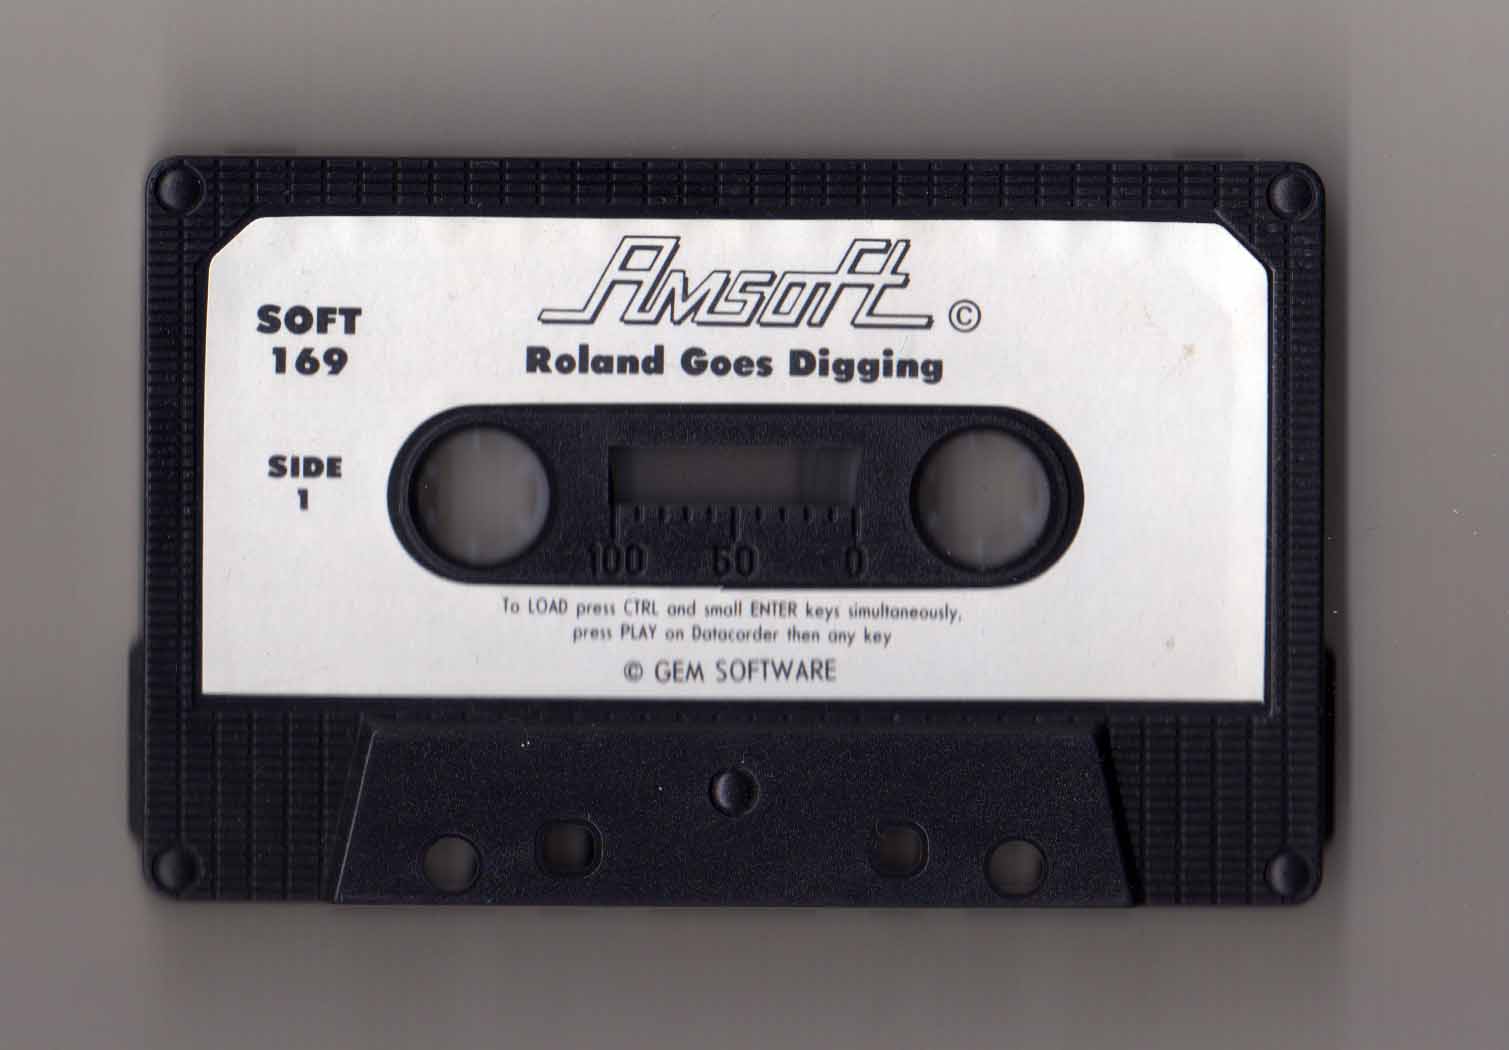 Amsoft ©
SOFT
169
Roland Goes Digging
SIDE
1
100 50 0
To LOAD press CTRL and small ENTER keys simultaneously,
press PLAY on Datacorder then any key
© GEM SOFTWARE